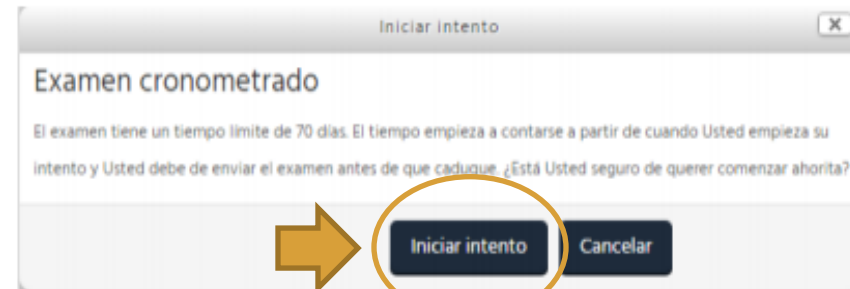 Iniciar intento
x
Examen cronometrado
El examen tiene un tiempo límite de 70 días. El tiempo empieza a contarse a partir de cuando Usted empieza su
intento y Usted debe de enviar el examen antes de que caduque. ¿Está Usted seguro de querer comenzar ahorita?
Iniciar intento Cancelar